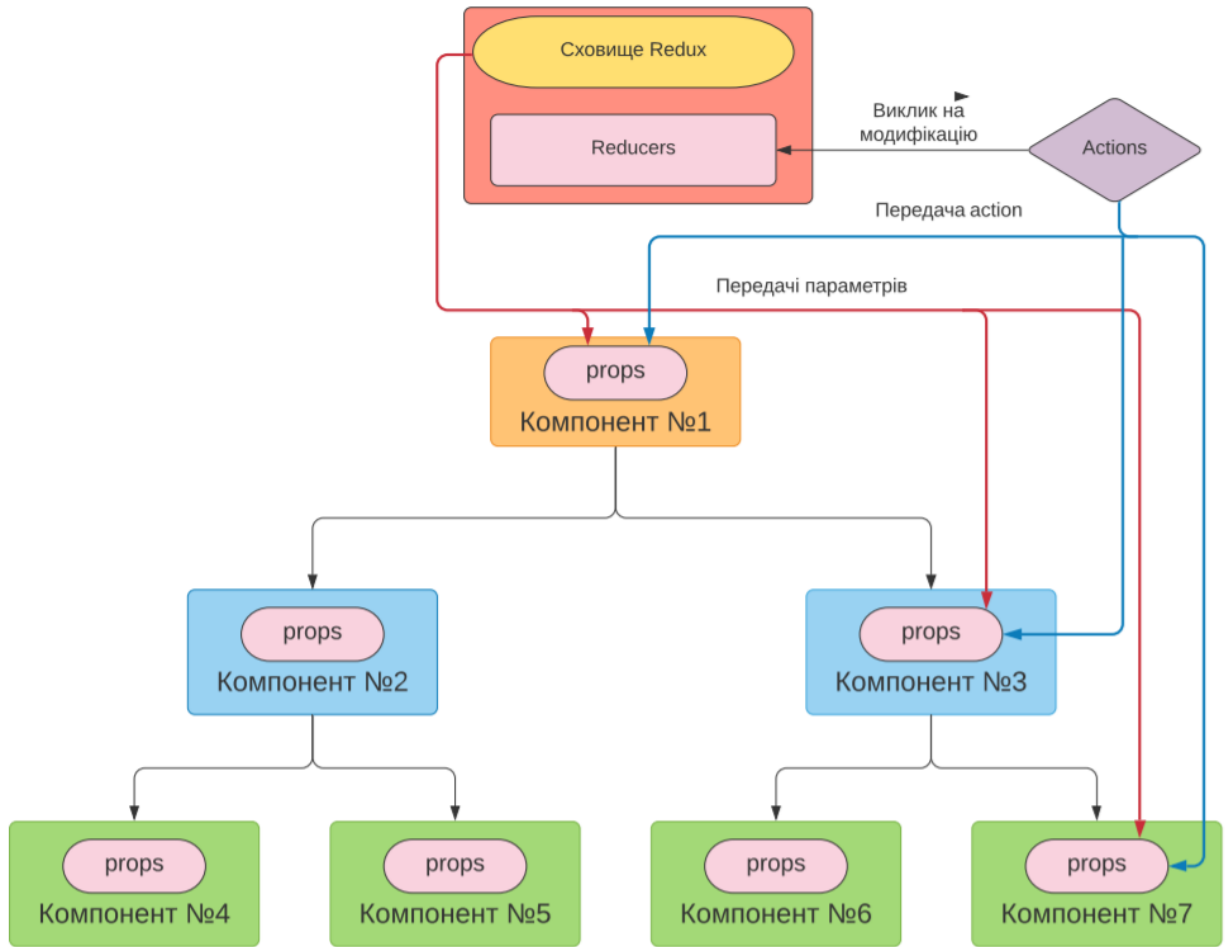 Сховище Redux
Reducers
Виклик на
модифікацію
Actions
Передача action
Передачі параметрів
props
Компонент №1
props
Компонент №2
props
Компонент №3
props
Компонент №4
props
Компонент №5
props
Компонент №6
props
Компонент №7